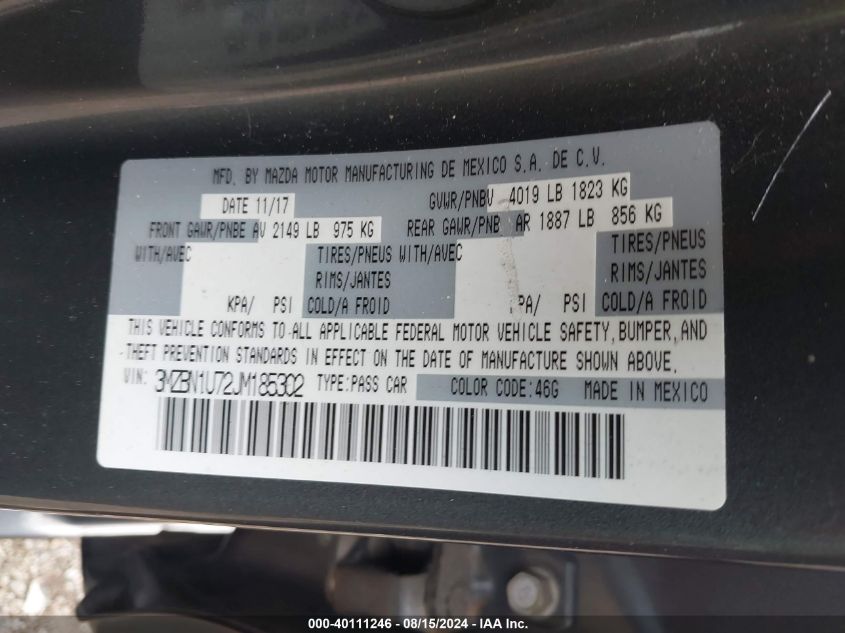 MFD. BY MAZDA MOTOR MANUFACTURING DE MEXICO S.A. DE C.V.
DATE 11/17 GVWR/PNBV 4019 LB 1823 KG
FRONT GAWR/PNBE AV 2149 LB 975 KG REAR GAWR/PNB AR 1887 LB 856 KG
WITH/AVEC TIRES/PNEUS WITH/AVEC TIRES/PNEUS
RIMS/JANTES RIMS/JANTES
KPA/ PSI COLD/A FROID PA/ PSI COLD/A FROID
THIS VEHICLE CONFORMS TO ALL APPLICABLE FEDERAL MOTOR VEHICLE SAFETY, BUMPER, AND
THEFT PREVENTION STANDARDS IN EFFECT ON THE DATE OF MANUFACTURE SHOWN ABOVE.
VIN: 3MZBN1U72JM185302 TYPE:PASS CAR COLOR CODE:46G MADE IN MEXICO
000-40111246 - 08/15/2024 - IAAI.com